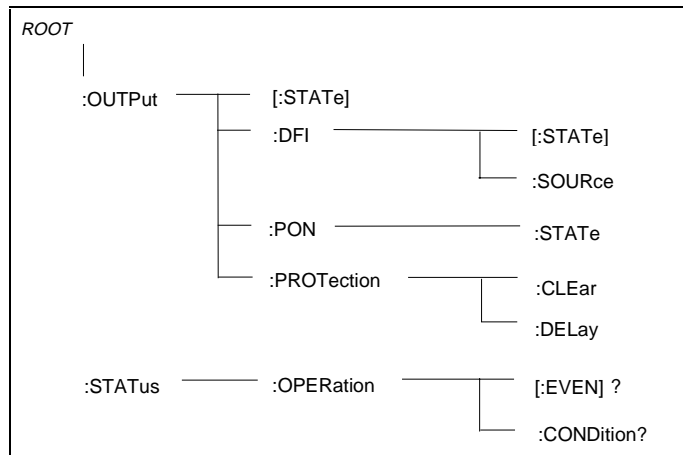 ROOT
:OUTPut [:STATe]
:DFI [:STATe]
:SOURce
:PON :STATe
:PROTection :CLEar
:DELay
:STATus :OPERation [:EVEN] ?
:CONDition?